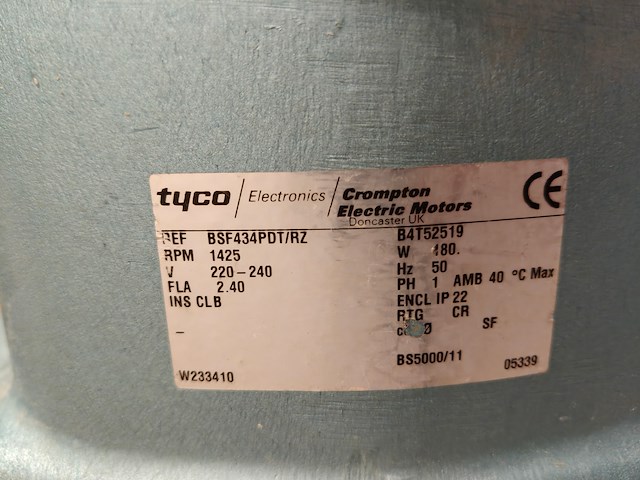 tyco / Electronics / Crompton Electric Motors CE
Doncaster UK
REF BSF434PDT/RZ B4T52519
RPM 1425 W 180.
V 220-240 Hz 50
FLA 2.40 PH 1 AMB 40 °C Max
INS CL B ENCL IP 22
RTG CR
– SF
BS5000/11
W233410 05339